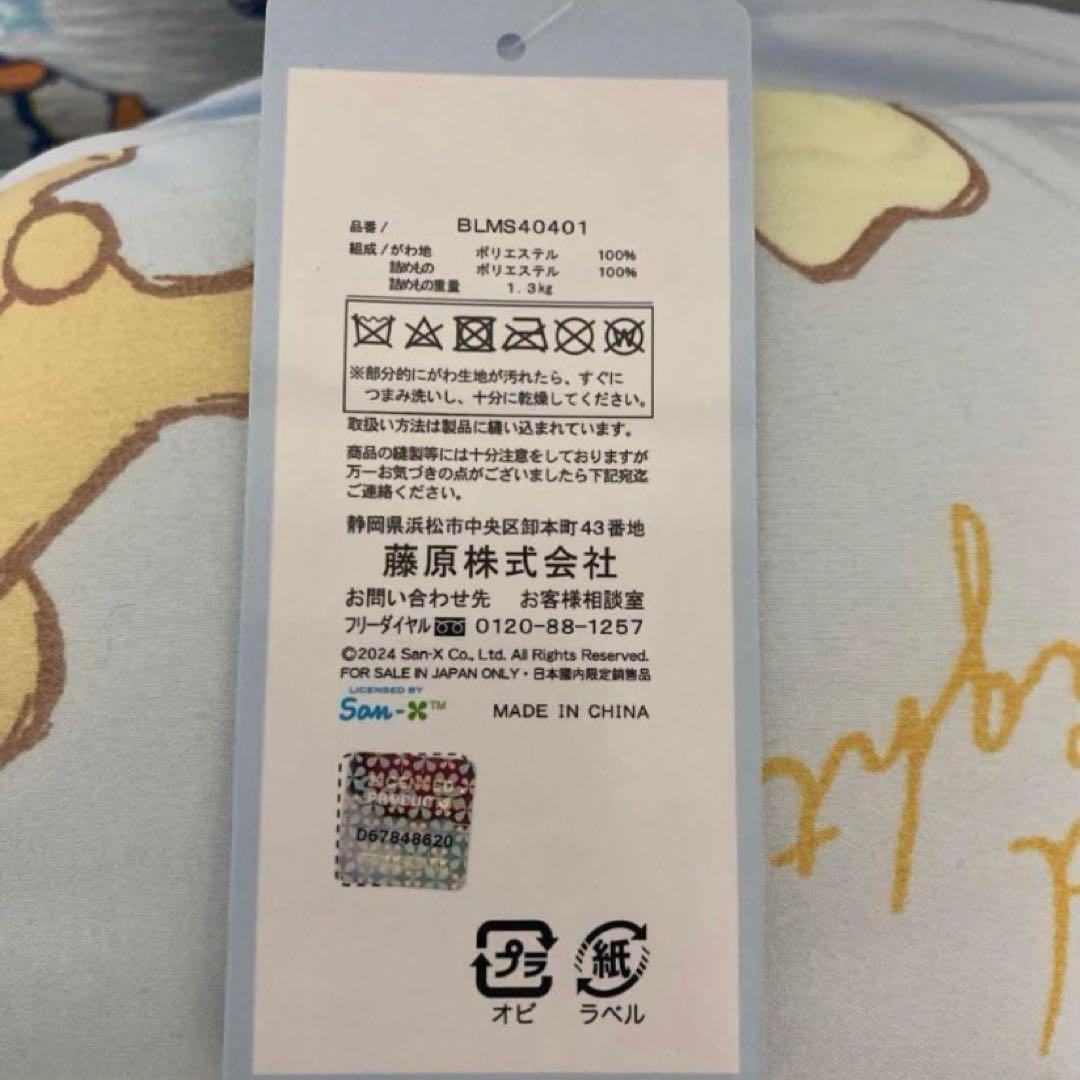 品番/ BLMS40401
組成/がわ地 ポリエステル 100%
詰めもの ポリエステル 100%
詰めもの重量 1.3kg
※部分的にがわ生地が汚れたら、すぐに
つまみ洗いし、十分に乾燥してください。
取扱い方法は製品に縫い込まれています。
商品の縫製等には十分注意をしておりますが
万一お気づきの点がございましたら下記宛迄
ご連絡ください。
静岡県浜松市中央区卸本町43番地
藤原株式会社
お問い合わせ先 お客様相談室
フリーダイヤル 0120-88-1257
©2024 San-X Co., Ltd. All Rights Reserved.
FOR SALE IN JAPAN ONLY・日本國内限定銷售品
LICENSED BY
San-X™ MADE IN CHINA
LICENSED
PRODUCT
D67848620
プラ 紙
オビ ラベル